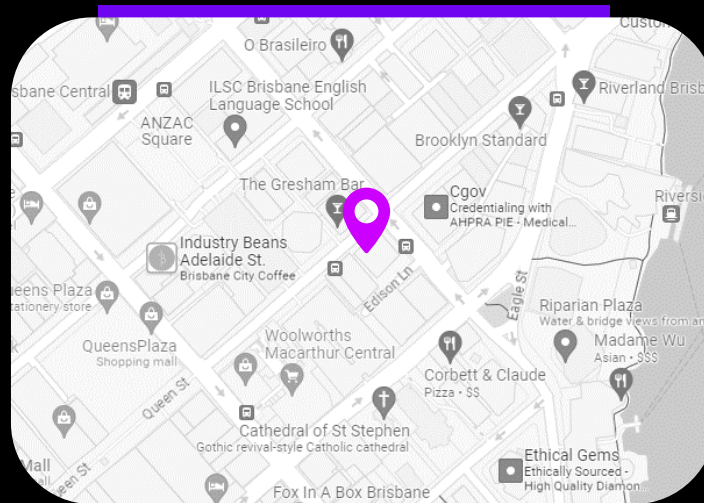 Custom
O Brasileiro
sbane Central
ILSC Brisbane English
Language School
Riverland Brisb
ANZAC
Square
Brooklyn Standard
The Gresham Bar
Cgov
Credentialing with
AHPRA PIE - Medical...
Riversi
Industry Beans
Adelaide St.
Brisbane City Coffee
Edison Ln
Eagle St
ueens Plaza
tationery store
Riparian Plaza
Water & bridge views from an
QueensPlaza
Shopping mall
Woolworths
Macarthur Central
Madame Wu
Asian • $$$
Corbett & Claude
Pizza • $$
Queen St
Cathedral of St Stephen
Gothic revival-style Catholic cathedral
Mall
een St
Ethical Gems
Ethically Sourced -
High Quality Diamon...
Fox In A Box Brisbane